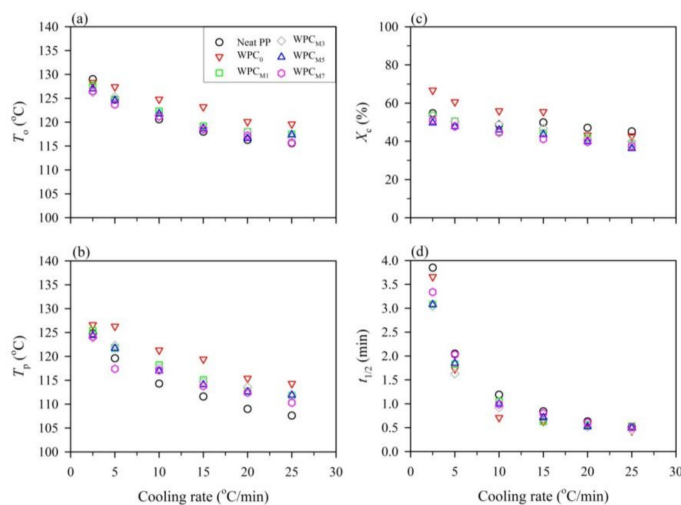 (a)
140
135
130
125
120
115
110
105
100
To (°C)
Neat PP
WPC0
WPCM1
WPCM3
WPCM5
WPCM7
(c)
100
80
60
40
20
0
Xc (%)
(b)
140
135
130
125
120
115
110
105
100
Tp (°C)
0 5 10 15 20 25 30
Cooling rate (°C/min)
(d)
4.0
3.5
3.0
2.5
2.0
1.5
1.0
0.5
0.0
t1/2 (min)
0 5 10 15 20 25 30
Cooling rate (°C/min)